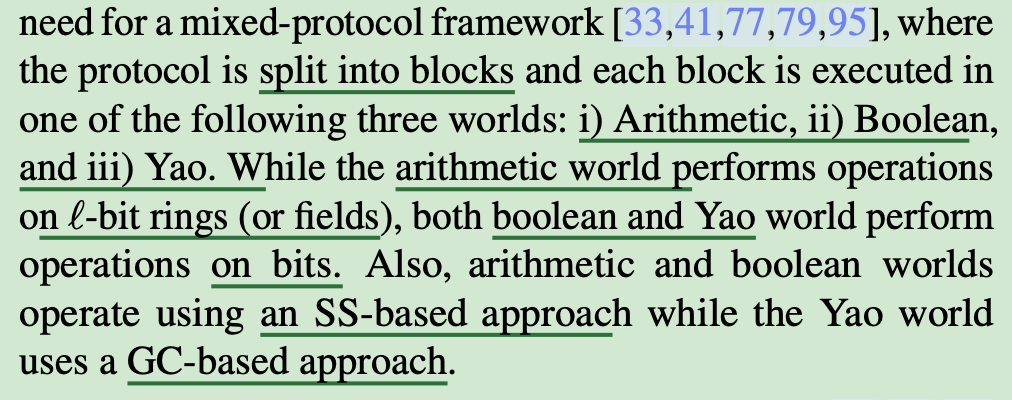 need for a mixed-protocol framework [33,41,77,79,95], where
the protocol is split into blocks and each block is executed in
one of the following three worlds: i) Arithmetic, ii) Boolean,
and iii) Yao. While the arithmetic world performs operations
on ℓ-bit rings (or fields), both boolean and Yao world perform
operations on bits. Also, arithmetic and boolean worlds
operate using an SS-based approach while the Yao world
uses a GC-based approach.